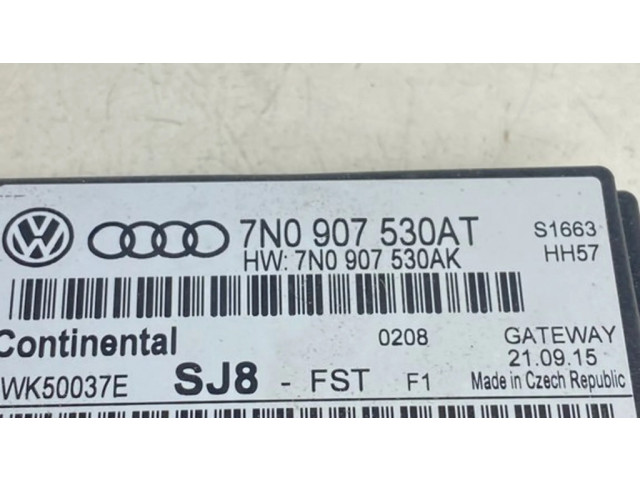 7N0 907 530AT S1663
HW: 7N0 907 530AK HH57
Continental 0208 GATEWAY
21.09.15
WK50037E SJ8 - FST F1 Made in Czech Republic